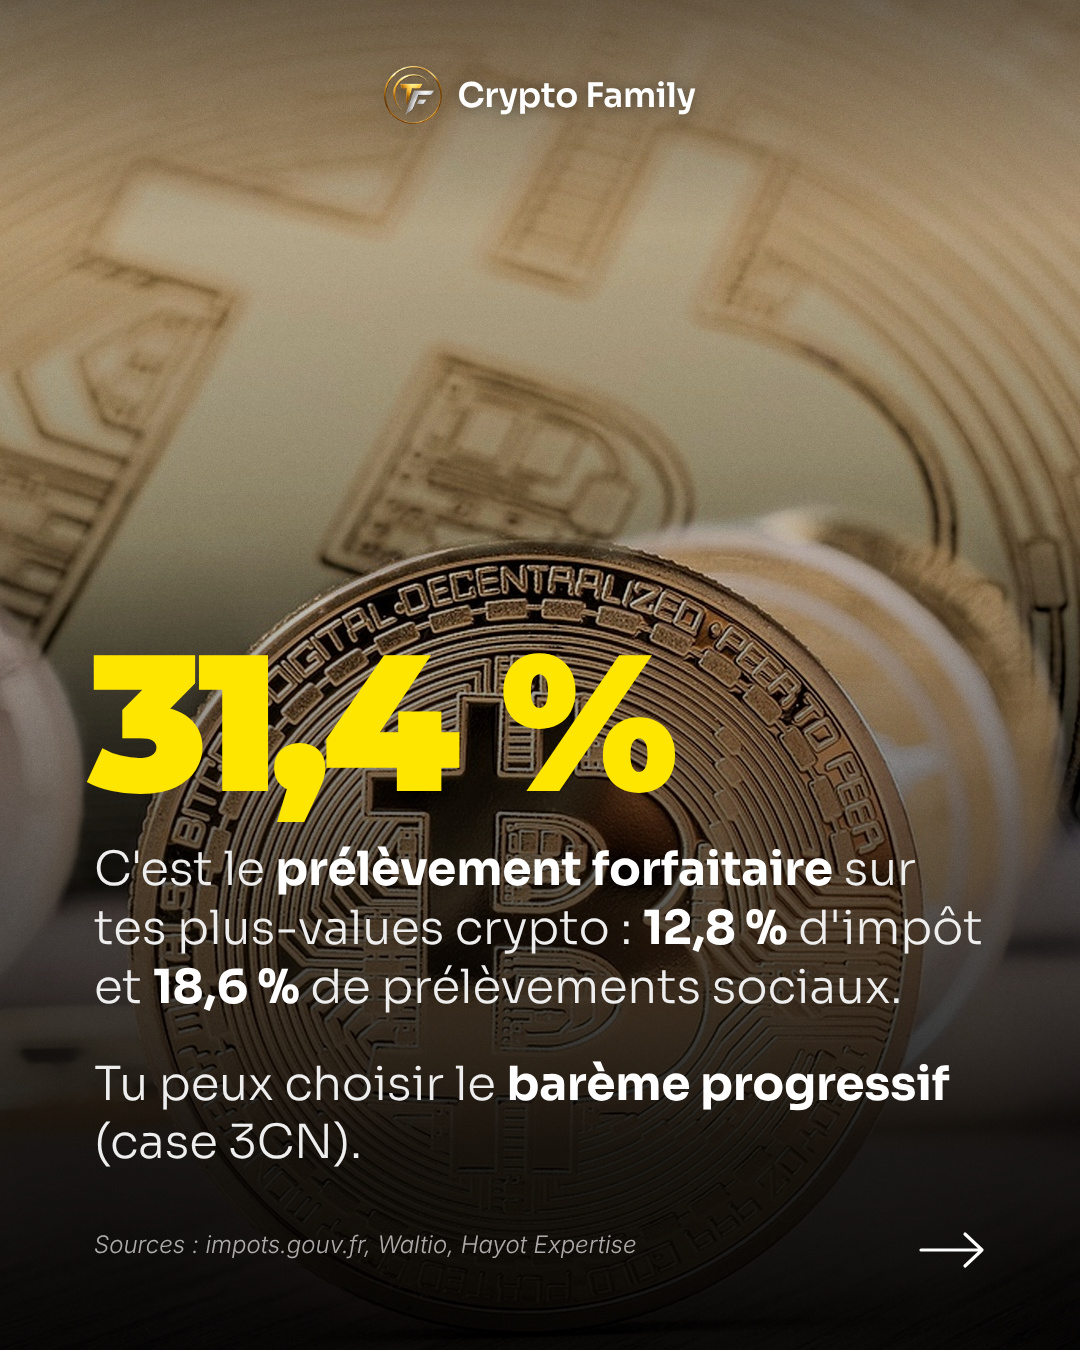 Crypto Family
DIGITAL • DECENTRALIZED • PEER TO PEER
31,4 %
C'est le prélèvement forfaitaire sur
tes plus-values crypto : 12,8 % d'impôt
et 18,6 % de prélèvements sociaux.
Tu peux choisir le barème progressif
(case 3CN).
Sources : impots.gouv.fr, Waltio, Hayot Expertise